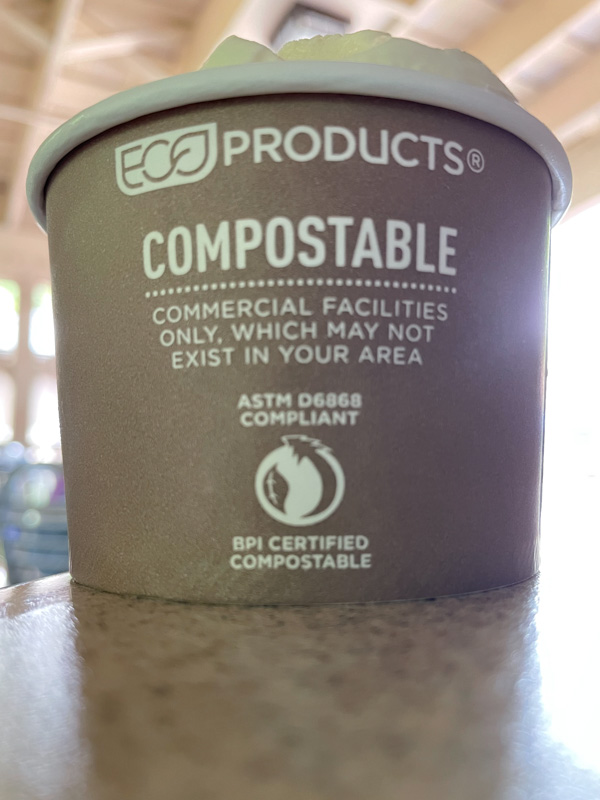 ECO PRODUCTS®
COMPOSTABLE
COMMERCIAL FACILITIES
ONLY, WHICH MAY NOT
EXIST IN YOUR AREA
ASTM D6868
COMPLIANT
BPI CERTIFIED
COMPOSTABLE